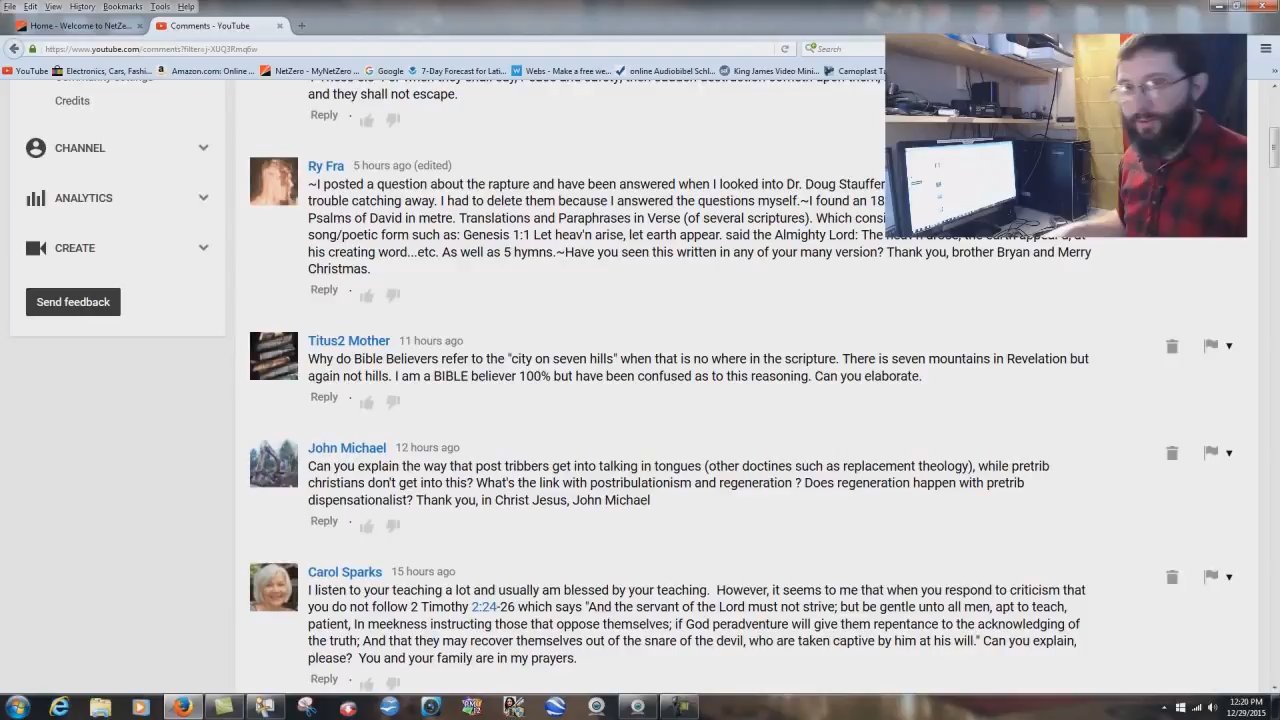 File Edit View History Bookmarks Tools Help
Home - Welcome to NetZe... × Comments - YouTube ×
https://www.youtube.com/comments?filter=j-XUQ3Rmq6w Search
YouTube Electronics, Cars, Fashi... Amazon.com: Online ... NetZero - MyNetZero ... Google 7-Day Forecast for Lati... Webs - Make a free we... online Audiobibel Schl... King James Video Mini... Camoplast Ta
Credits
CHANNEL
ANALYTICS
CREATE
Send feedback
and they shall not escape.
Reply
Ry Fra 5 hours ago (edited)
~I posted a question about the rapture and have been answered when I looked into Dr. Doug Stauffer
trouble catching away. I had to delete them because I answered the questions myself.~I found an 18
Psalms of David in metre. Translations and Paraphrases in Verse (of several scriptures). Which consi
song/poetic form such as: Genesis 1:1 Let heav'n arise, let earth appear. said the Almighty Lord: The
his creating word...etc. As well as 5 hymns.~Have you seen this written in any of your many version? Thank you, brother Bryan and Merry
Christmas.
Reply
Titus2 Mother 11 hours ago
Why do Bible Believers refer to the "city on seven hills" when that is no where in the scripture. There is seven mountains in Revelation but
again not hills. I am a BIBLE believer 100% but have been confused as to this reasoning. Can you elaborate.
Reply
John Michael 12 hours ago
Can you explain the way that post tribbers get into talking in tongues (other doctines such as replacement theology), while pretrib
christians don't get into this? What's the link with postribulationism and regeneration ? Does regeneration happen with pretrib
dispensationalist? Thank you, in Christ Jesus, John Michael
Reply
Carol Sparks 15 hours ago
I listen to your teaching a lot and usually am blessed by your teaching. However, it seems to me that when you respond to criticism that
you do not follow 2 Timothy 2:24-26 which says "And the servant of the Lord must not strive; but be gentle unto all men, apt to teach,
patient, In meekness instructing those that oppose themselves; if God peradventure will give them repentance to the acknowledging of
the truth; And that they may recover themselves out of the snare of the devil, who are taken captive by him at his will." Can you explain,
please? You and your family are in my prayers.
Reply
12:20 PM
12/29/2015